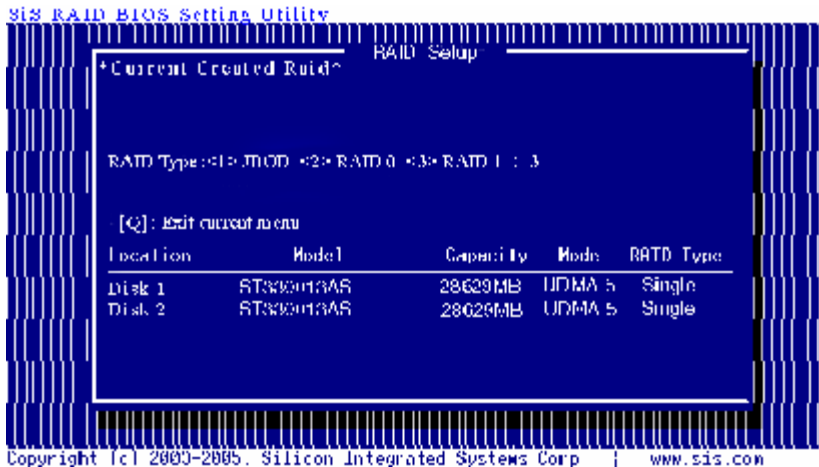 SiS RAID BIOS Setting Utility
RAID Setup
*Current Created Raid^
RAID Type :<1> JBOD <2> RAID 0 <3> RAID 1 : 3
[Q]: Exit current menu
Location Model Capacity Mode RAID Type
Disk 1 28629MB UDMA 5 Single
Disk 2 28629MB UDMA 5 Single
Copyright (c) 2003-2005. Silicon Integrated Systems Corp | www.sis.com